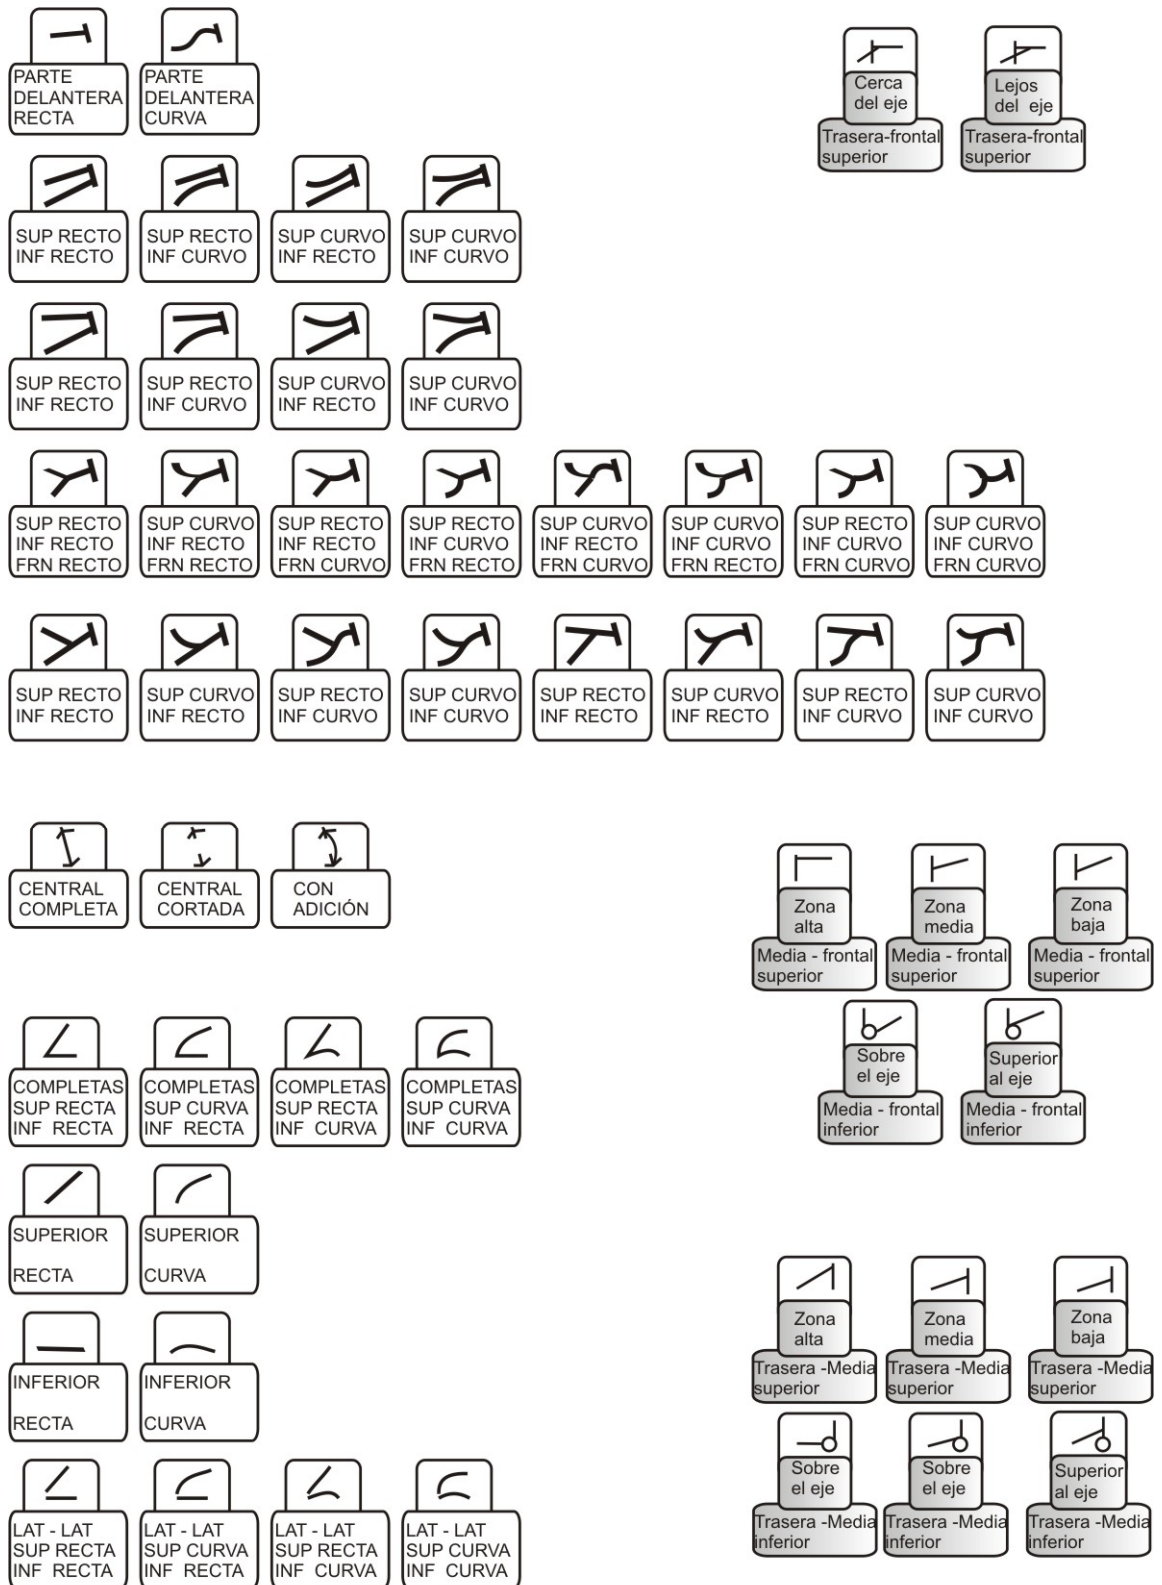 PARTE
DELANTERA
RECTA
PARTE
DELANTERA
CURVA
Cerca
del eje
Trasera-frontal
superior
Lejos
del eje
Trasera-frontal
superior
SUP RECTO
INF RECTO
SUP RECTO
INF CURVO
SUP CURVO
INF RECTO
SUP CURVO
INF CURVO
SUP RECTO
INF RECTO
SUP RECTO
INF CURVO
SUP CURVO
INF RECTO
SUP CURVO
INF CURVO
SUP RECTO
INF RECTO
FRN RECTO
SUP CURVO
INF RECTO
FRN RECTO
SUP RECTO
INF RECTO
FRN CURVO
SUP RECTO
INF CURVO
FRN RECTO
SUP CURVO
INF RECTO
FRN CURVO
SUP CURVO
INF CURVO
FRN RECTO
SUP RECTO
INF CURVO
FRN CURVO
SUP CURVO
INF CURVO
FRN CURVO
SUP RECTO
INF RECTO
SUP CURVO
INF RECTO
SUP RECTO
INF CURVO
SUP CURVO
INF CURVO
SUP RECTO
INF RECTO
SUP CURVO
INF RECTO
SUP RECTO
INF CURVO
SUP CURVO
INF CURVO
CENTRAL
COMPLETA
CENTRAL
CORTADA
CON
ADICIÓN
Zona
alta
Media - frontal
superior
Zona
media
Media - frontal
superior
Zona
baja
Media - frontal
superior
Sobre
el eje
Media - frontal
inferior
Superior
al eje
Media - frontal
inferior
COMPLETAS
SUP RECTA
INF RECTA
COMPLETAS
SUP CURVA
INF RECTA
COMPLETAS
SUP RECTA
INF CURVA
COMPLETAS
SUP CURVA
INF CURVA
SUPERIOR
RECTA
SUPERIOR
CURVA
INFERIOR
RECTA
INFERIOR
CURVA
Zona
alta
Trasera -Media
superior
Zona
media
Trasera -Media
superior
Zona
baja
Trasera -Media
superior
Sobre
el eje
Trasera -Media
inferior
Sobre
el eje
Trasera -Media
inferior
Superior
al eje
Trasera -Media
inferior
LAT - LAT
SUP RECTA
INF RECTA
LAT - LAT
SUP CURVA
INF RECTA
LAT - LAT
SUP RECTA
INF CURVA
LAT - LAT
SUP CURVA
INF CURVA